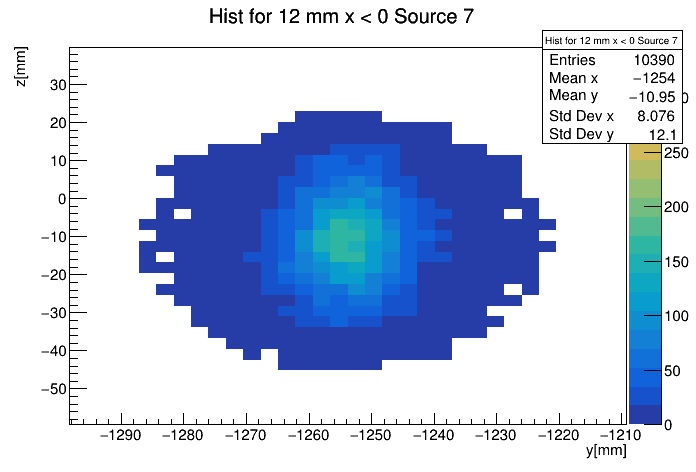 Hist for 12 mm x < 0 Source 7
z[mm]
Hist for 12 mm x < 0 Source 7
Entries 10390
Mean x −1254
Mean y −10.95
Std Dev x 8.076
Std Dev y 12.1
30
20
10
0
−10
−20
−30
−40
−50
0
250
200
150
100
50
0
−1290 −1280 −1270 −1260 −1250 −1240 −1230 −1220 −1210
y[mm]